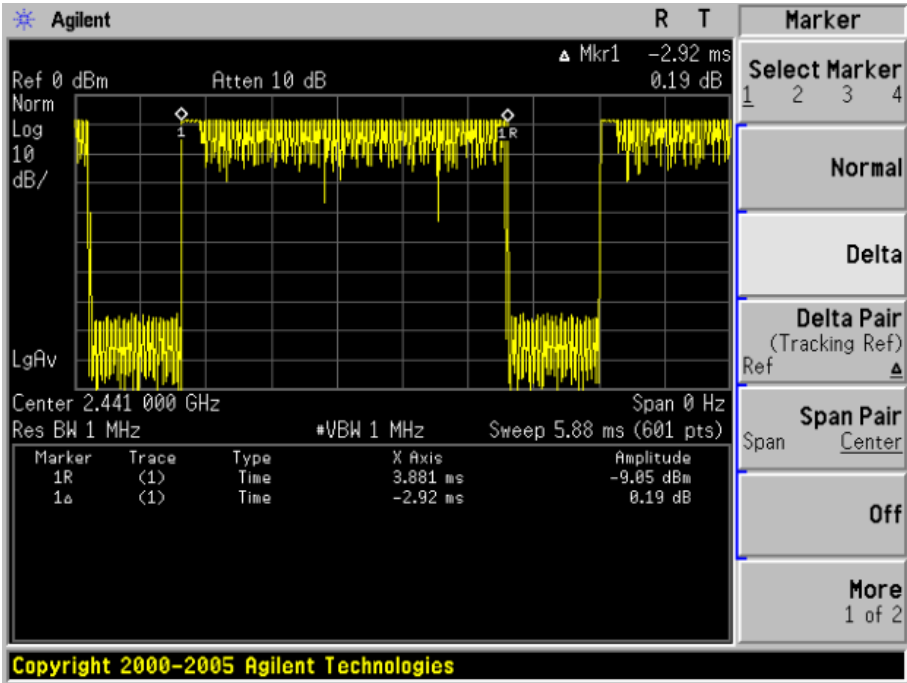 Agilent R T Marker
Δ Mkr1 -2.92 ms
Ref 0 dBm Atten 10 dB 0.19 dB
Norm
Log
10
dB/
1
1R
LgAv
Center 2.441 000 GHz Span 0 Hz
Res BW 1 MHz #VBW 1 MHz Sweep 5.88 ms (601 pts)
Marker Trace Type X Axis Amplitude
1R (1) Time 3.881 ms -9.05 dBm
1Δ (1) Time -2.92 ms 0.19 dB
Select Marker
1 2 3 4
Normal
Delta
Delta Pair
(Tracking Ref)
Ref Δ
Span Pair
Span Center
Off
More
1 of 2
Copyright 2000-2005 Agilent Technologies